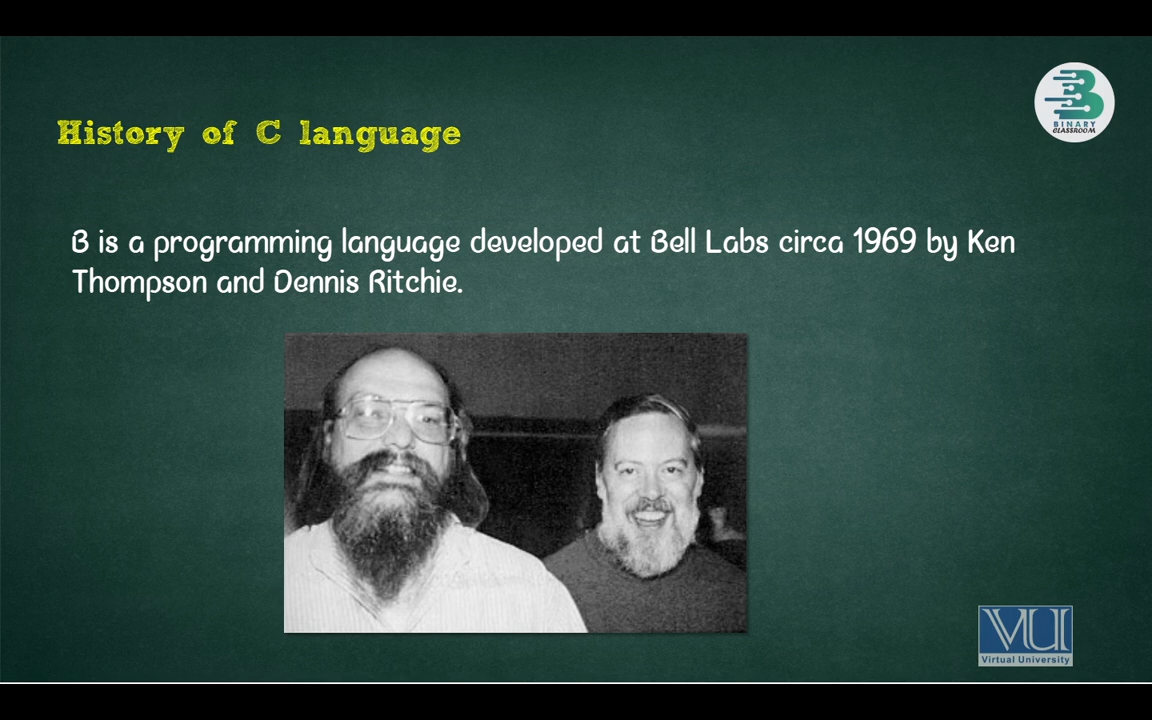 BINARY
CLASSROOM
History of C language
B is a programming language developed at Bell Labs circa 1969 by Ken
Thompson and Dennis Ritchie.
VU
Virtual University